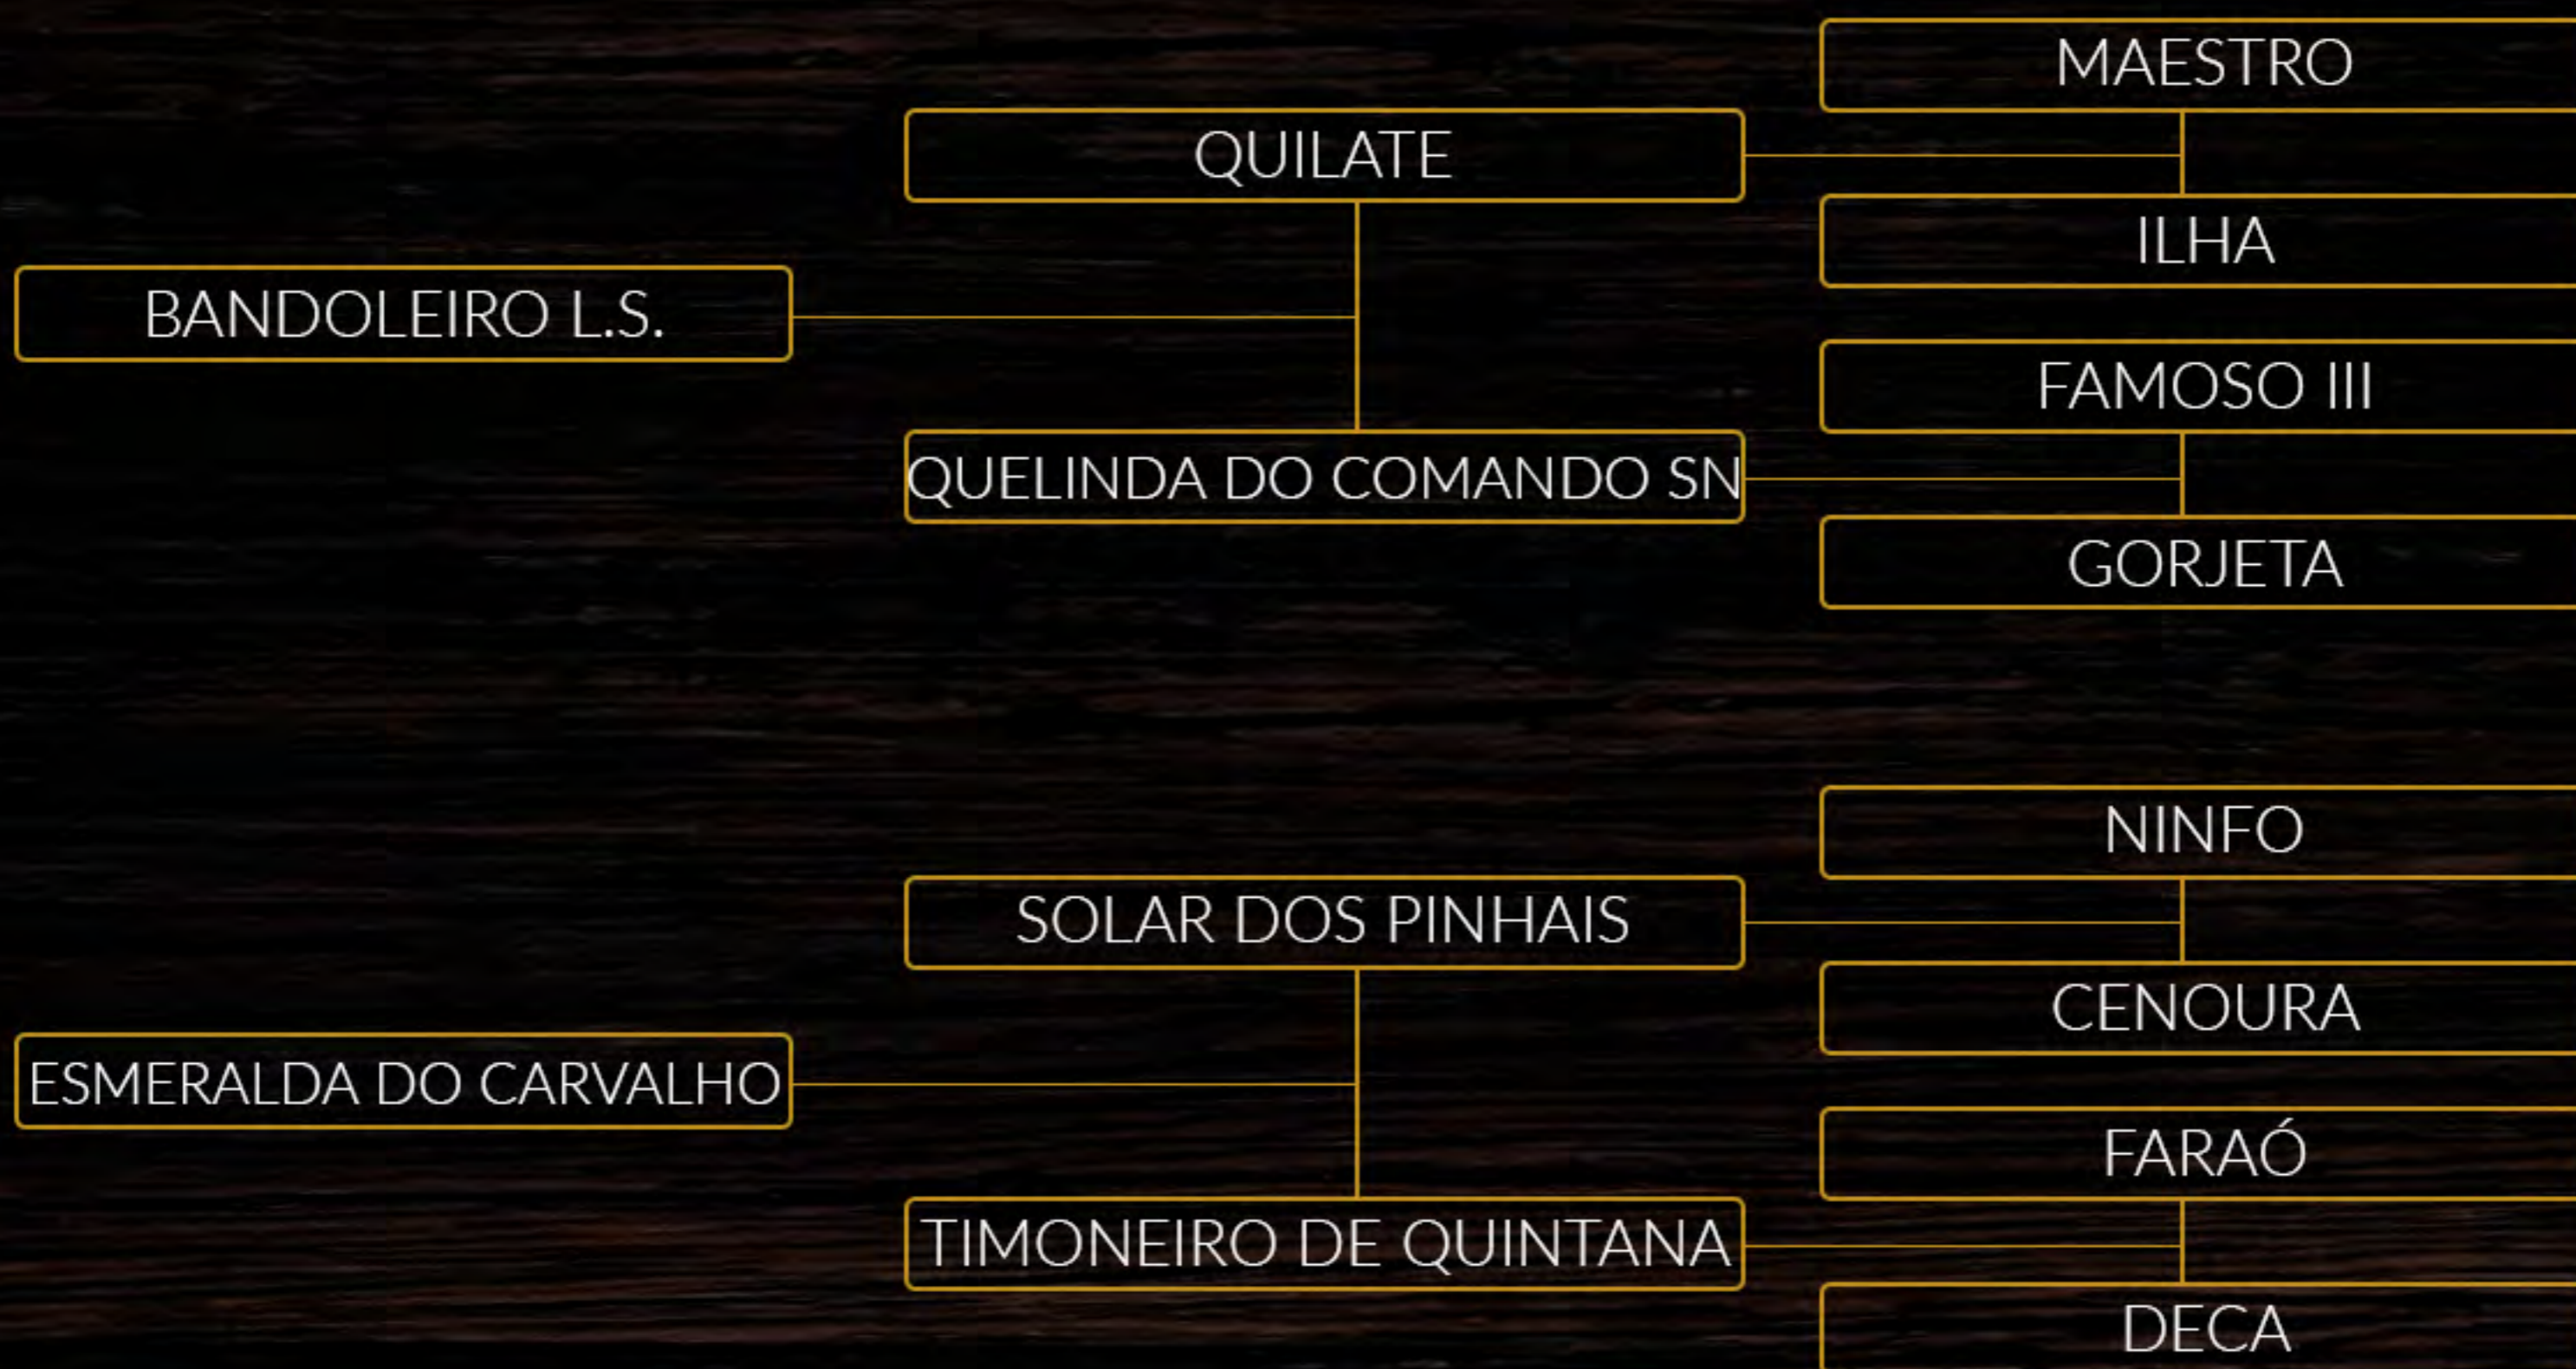 MAESTRO
QUILATE
ILHA
BANDOLEIRO L.S.
FAMOSO III
QUELINDA DO COMANDO SN
GORJETA
NINFO
SOLAR DOS PINHAIS
CENOURA
ESMERALDA DO CARVALHO
FARAÓ
TIMONEIRO DE QUINTANA
DECA